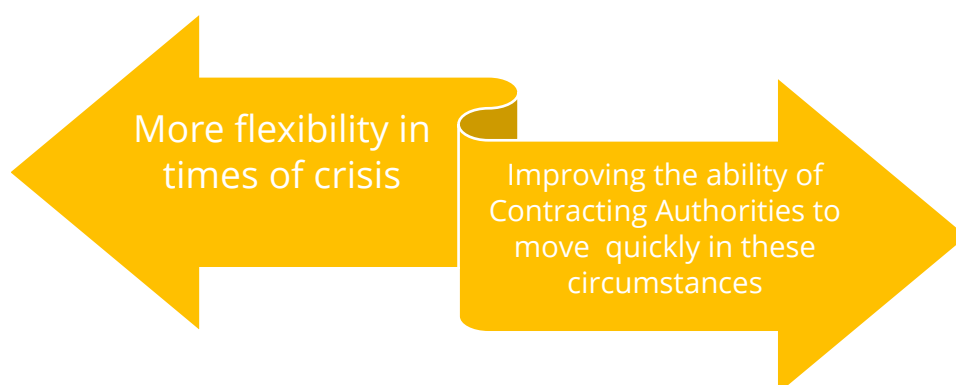 More flexibility in
times of crisis
Improving the ability of
Contracting Authorities to
move  quickly in these
circumstances